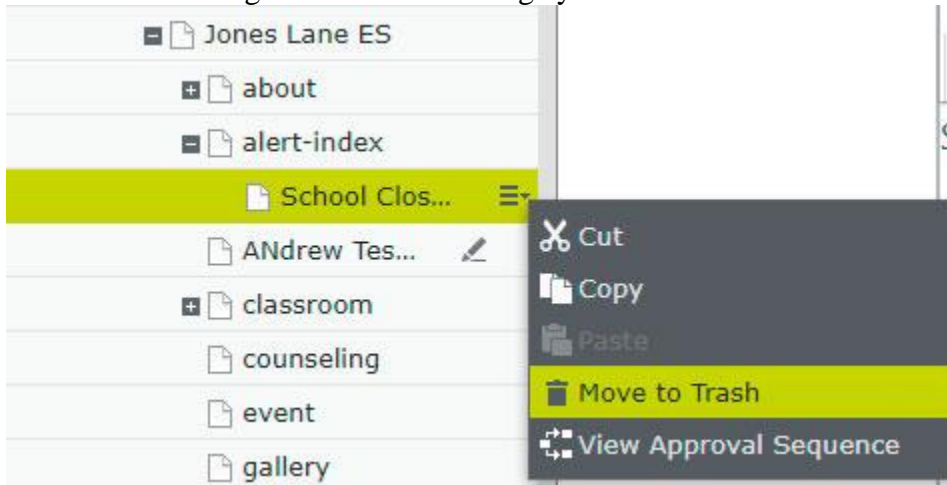 Jones Lane ES
about
alert-index
School Clos...
ANdrew Tes...
classroom
counseling
event
gallery
Cut
Copy
Paste
Move to Trash
View Approval Sequence